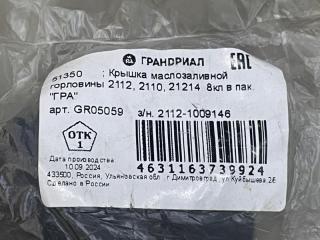 ГРАНДРИАЛ EAC
51350 : Крышка маслозаливной
горловины 2112, 2110, 21214 8кл в пак.
"ГРА"
арт. GR05059 з/н. 2112-1009146
ОТК
1
Дата производства
10.09.2024
4631163739924
433500, Россия, Ульяновская обл., г.Димитровград, ул.Куйбышева,26
Сделано в России